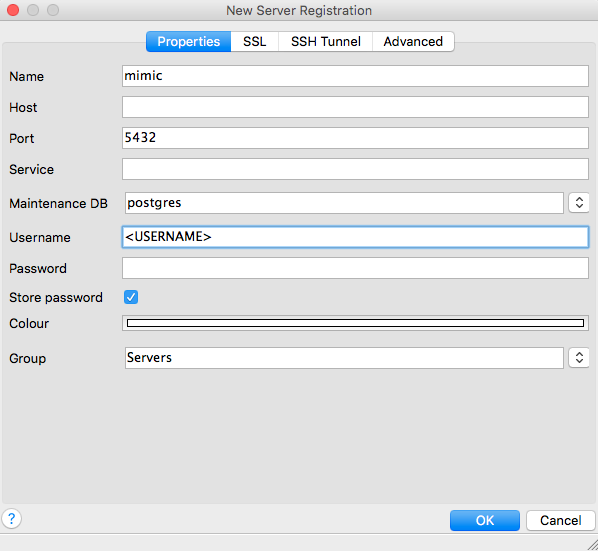 New Server Registration
Properties SSL SSH Tunnel Advanced
Name mimic
Host
Port 5432
Service
Maintenance DB postgres
Username <USERNAME>
Password
Store password
Colour
Group Servers
? OK Cancel